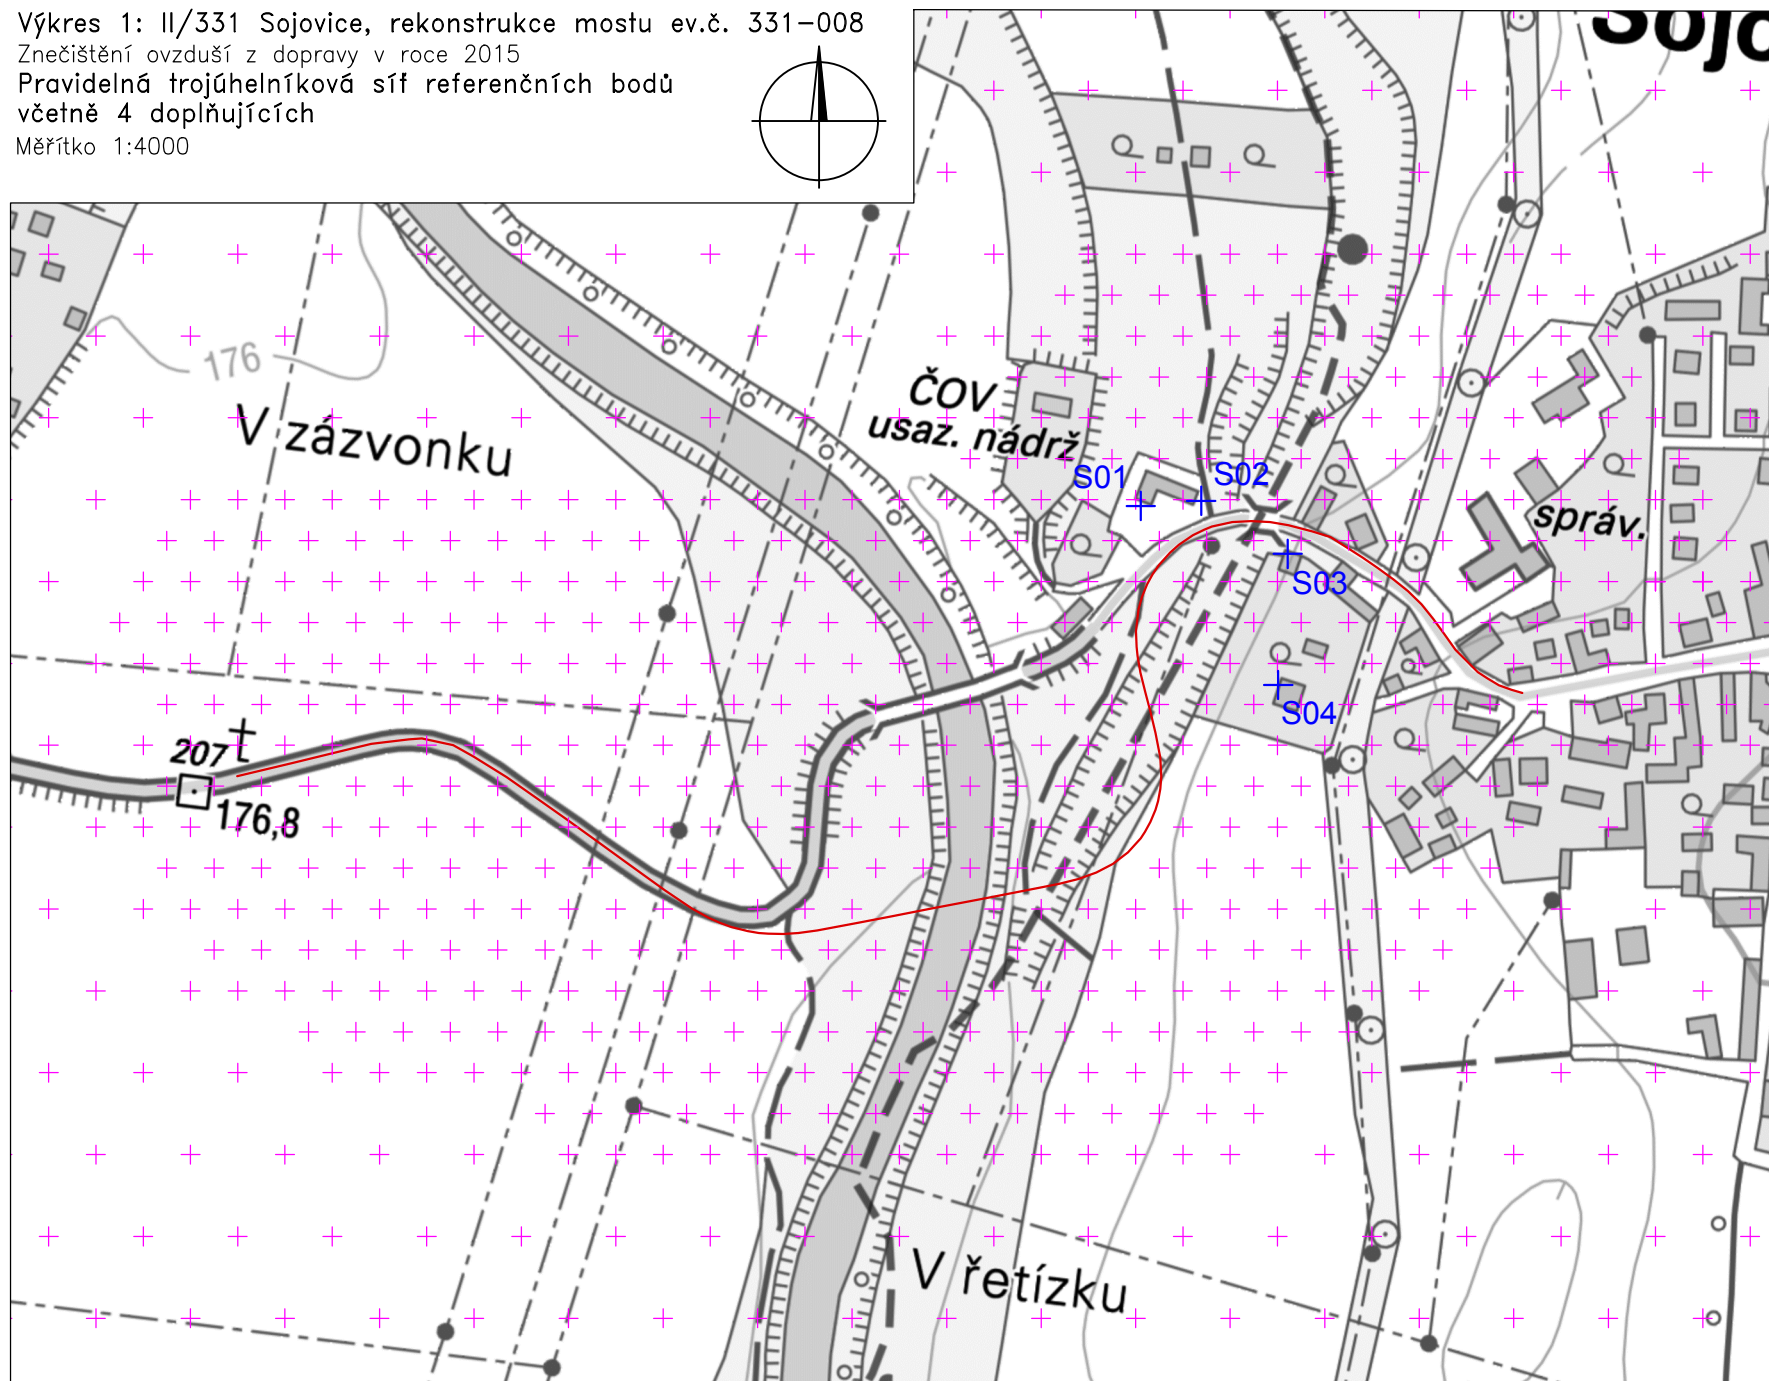 Výkres 1: II/331 Sojovice, rekonstrukce mostu ev.č. 331-008
Znečištění ovzduší z dopravy v roce 2015
Pravidelná trojúhelníková síť referenčních bodů
včetně 4 doplňujících
Měřítko 1:4000
Sojo
176
V zázvonku
ČOV
usaz. nádrž
S01
S02
správ.
S03
S04
207
176,8
V řetízku